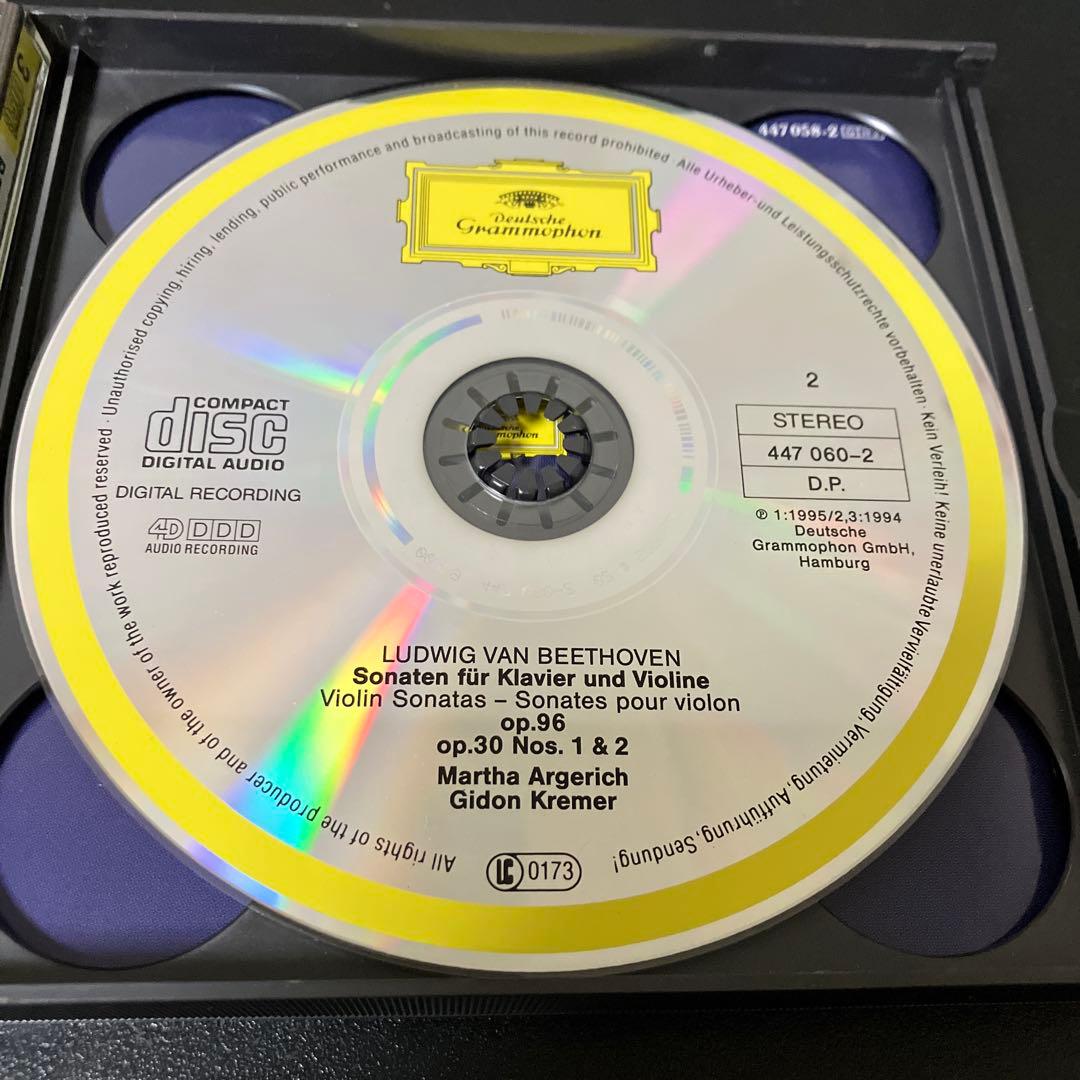 447 058-2
Unauthorised copying, hiring, lending, public performance and broadcasting of this record prohibited · Alle Urheber- und Leistungsschutzrechte vorbehalten · Kein Verleih! Keine unerlaubte Vervielfältigung, Vermietung, Aufführung, Sendung!
All rights of the producer and of the owner of the work reproduced reserved ·
Deutsche
Grammophon
COMPACT
disc
DIGITAL AUDIO
DIGITAL RECORDING
4D DDD
AUDIO RECORDING
2
STEREO
447 060-2
D.P.
℗ 1:1995/2,3:1994
Deutsche
Grammophon GmbH,
Hamburg
LUDWIG VAN BEETHOVEN
Sonaten für Klavier und Violine
Violin Sonatas – Sonates pour violon
op.96
op.30 Nos. 1 & 2
Martha Argerich
Gidon Kremer
LC 0173